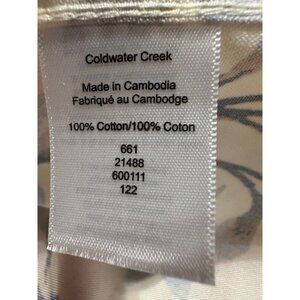 Coldwater Creek
Made in Cambodia
Fabriqué au Cambodge
100% Cotton/100% Coton
661
21488
600111
122